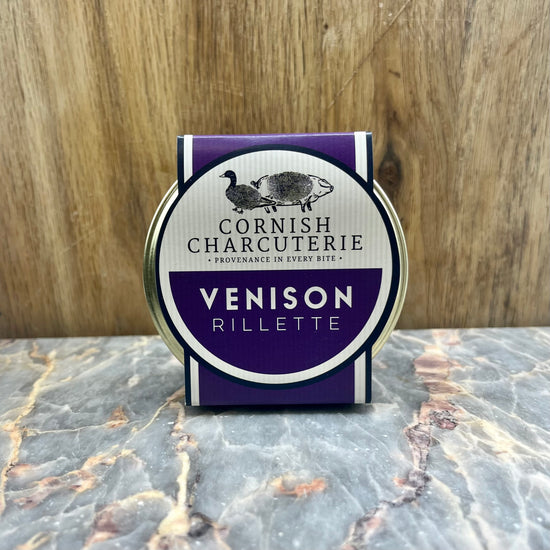 CORNISH
CHARCUTERIE
• PROVENANCE IN EVERY BITE •
VENISON
RILLETTE